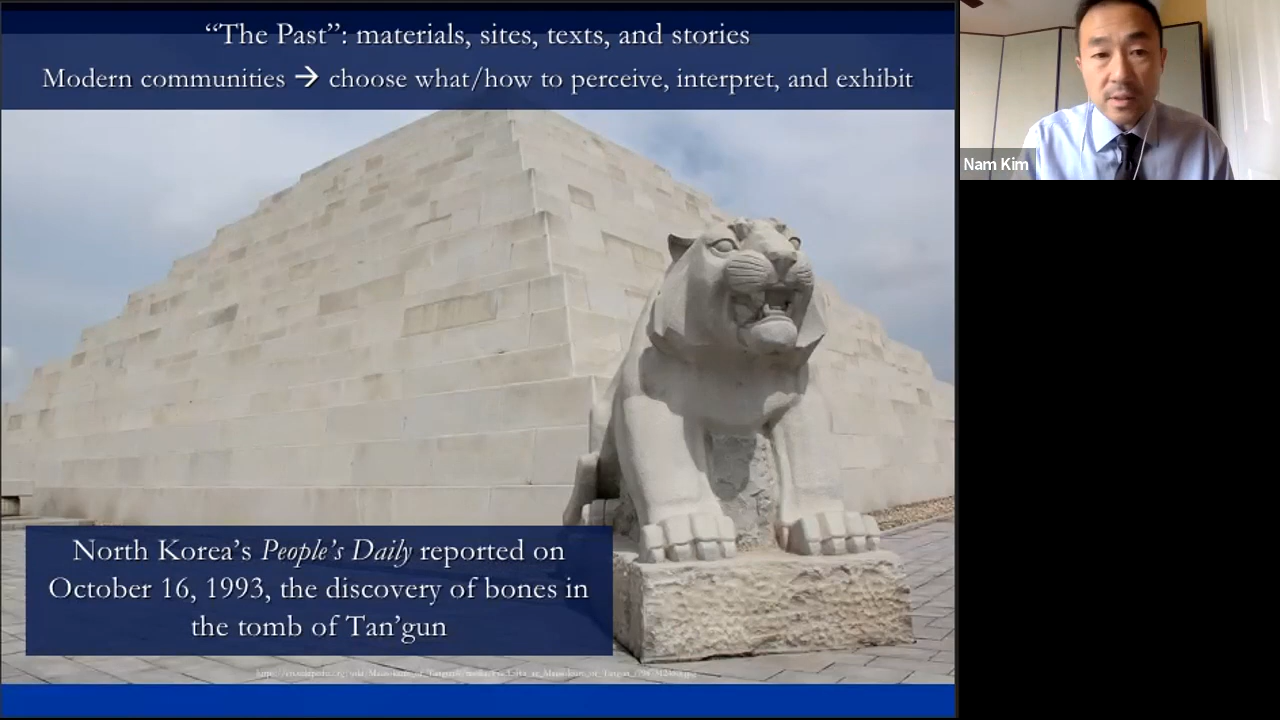 “The Past”: materials, sites, texts, and stories
Modern communities → choose what/how to perceive, interpret, and exhibit
Nam Kim
North Korea’s People’s Daily reported on
October 16, 1993, the discovery of bones in
the tomb of Tan’gun